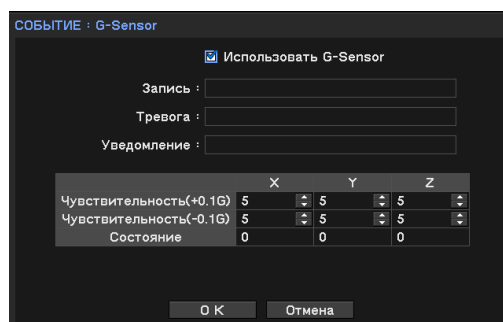 СОБЫТИЕ : G-Sensor
Использовать G-Sensor
Запись :
Тревога :
Уведомление :
X Y Z
Чувствительность(+0.1G) 5 5 5
Чувствительность(-0.1G) 5 5 5
Состояние 0 0 0
OK Отмена